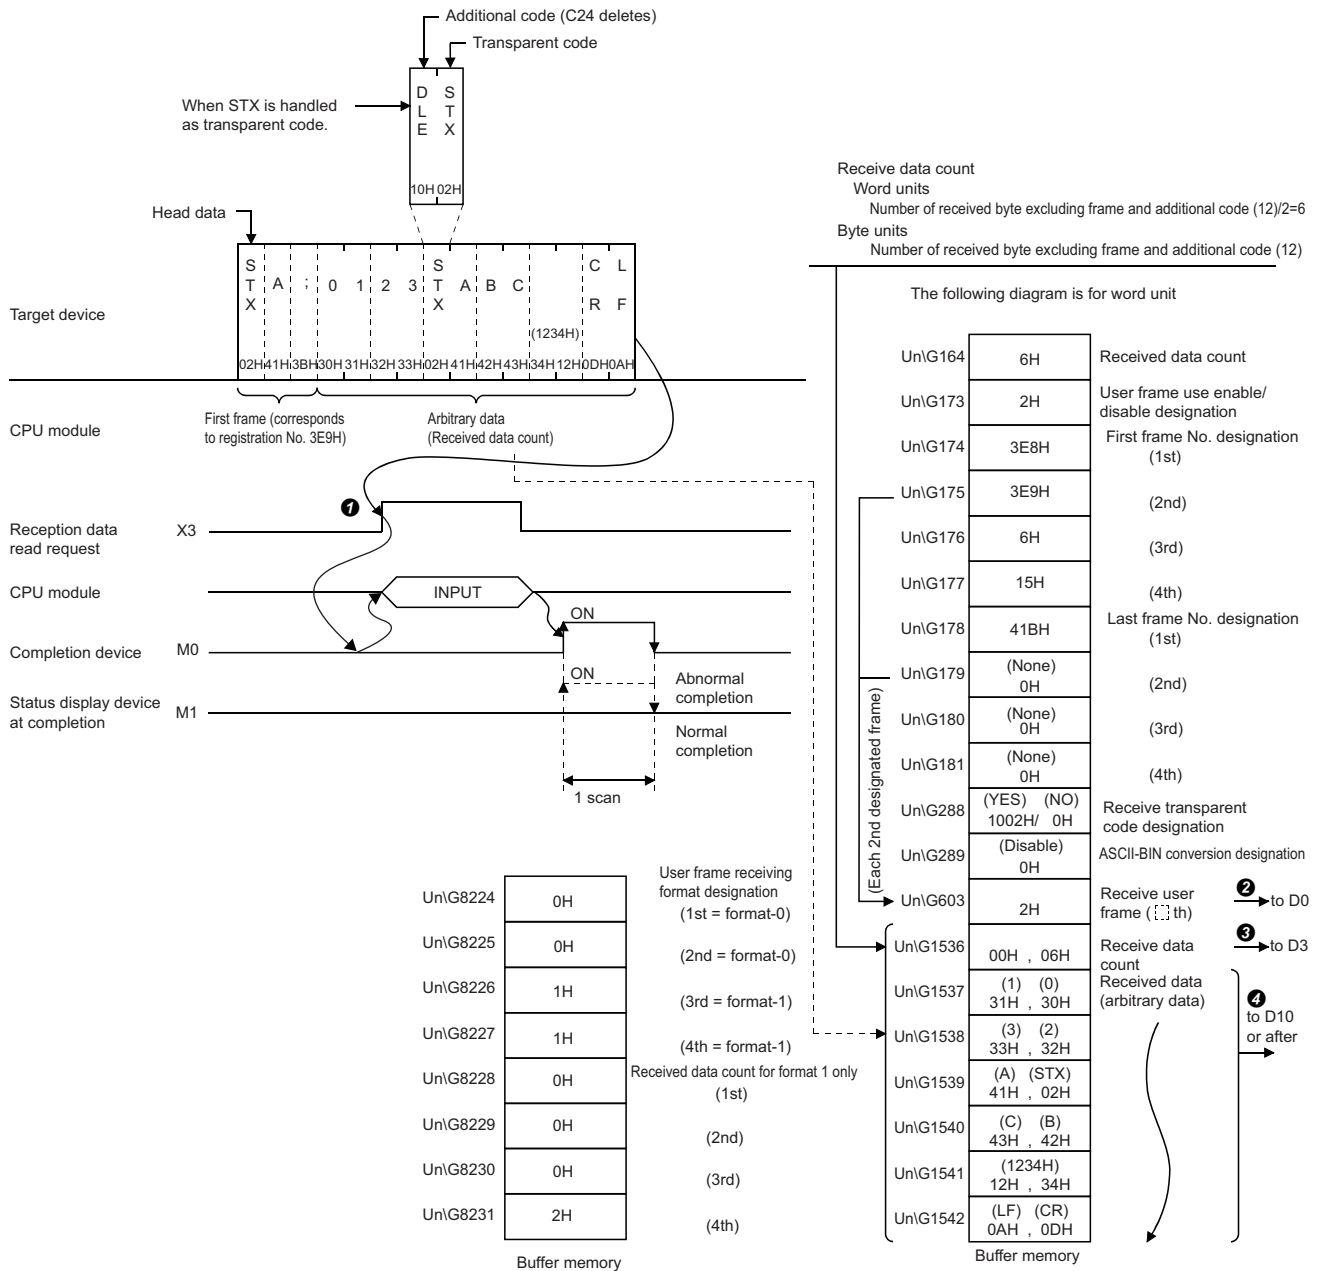 Additional code (C24 deletes)
Transparent code
When STX is handled
as transparent code.
DLE STX
10H 02H
Head data
Target device
STX A ; 0 1 2 3 STX A B C CR LF
(1234H)
02H 41H 3BH 30H 31H 32H 33H 02H 41H 42H 43H 34H 12H 0DH 0AH
CPU module
First frame (corresponds
to registration No. 3E9H)
Arbitrary data
(Received data count)
❶
Reception data
read request
X3
CPU module
INPUT
Completion device
M0
ON
Status display device
at completion
M1
ON
Abnormal
completion
Normal
completion
1 scan
Receive data count
Word units
Number of received byte excluding frame and additional code (12)/2=6
Byte units
Number of received byte excluding frame and additional code (12)
The following diagram is for word unit
Un\G164 6H Received data count
Un\G173 2H User frame use enable/
disable designation
Un\G174 3E8H First frame No. designation
(1st)
Un\G175 3E9H (2nd)
Un\G176 6H (3rd)
Un\G177 15H (4th)
Un\G178 41BH Last frame No. designation
(1st)
Un\G179 (None)
0H (2nd)
Un\G180 (None)
0H (3rd)
Un\G181 (None)
0H (4th)
Un\G288 (YES) (NO)
1002H/ 0H
Receive transparent
code designation
Un\G289 (Disable)
0H
ASCII-BIN conversion designation
(Each 2nd designated frame)
Un\G603 2H Receive user
frame ( th)
❷ to D0
Un\G1536 00H , 06H Receive data
count
❸ to D3
Un\G1537 (1) (0)
31H , 30H
Received data
(arbitrary data)
❹
to D10
or after
Un\G1538 (3) (2)
33H , 32H
Un\G1539 (A) (STX)
41H , 02H
Un\G1540 (C) (B)
43H , 42H
Un\G1541 (1234H)
12H , 34H
Un\G1542 (LF) (CR)
0AH , 0DH
Buffer memory
User frame receiving
format designation
Un\G8224 0H (1st = format-0)
Un\G8225 0H (2nd = format-0)
Un\G8226 1H (3rd = format-1)
Un\G8227 1H (4th = format-1)
Received data count for format 1 only
Un\G8228 0H (1st)
Un\G8229 0H (2nd)
Un\G8230 0H (3rd)
Un\G8231 2H (4th)
Buffer memory